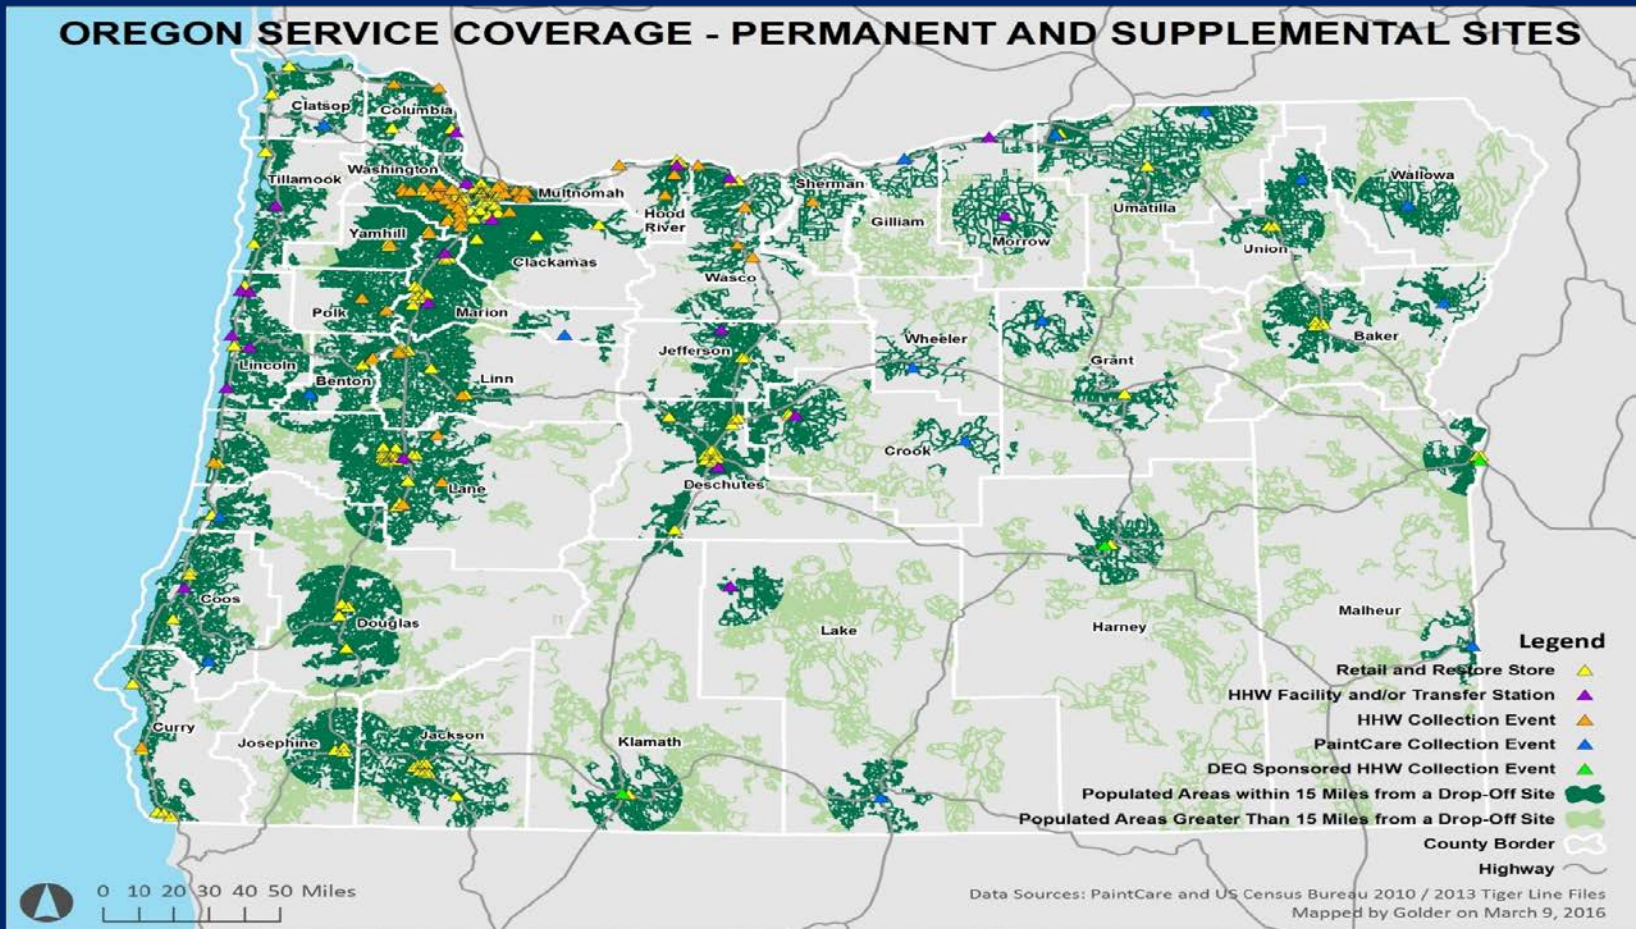 OREGON SERVICE COVERAGE - PERMANENT AND SUPPLEMENTAL SITES
Clatsop
Columbia
Tillamook
Washington
Multnomah
Hood
River
Sherman
Gilliam
Morrow
Umatilla
Wallowa
Union
Yamhill
Clackamas
Wasco
Polk
Marion
Jefferson
Wheeler
Grant
Baker
Lincoln
Benton
Linn
Crook
Lane
Deschutes
Coos
Douglas
Lake
Harney
Malheur
Curry
Josephine
Jackson
Klamath
Legend
Retail and Restore Store
HHW Facility and/or Transfer Station
HHW Collection Event
PaintCare Collection Event
DEQ Sponsored HHW Collection Event
Populated Areas within 15 Miles from a Drop-Off Site
Populated Areas Greater Than 15 Miles from a Drop-Off Site
County Border
Highway
0 10 20 30 40 50 Miles
Data Sources: PaintCare and US Census Bureau 2010 / 2013 Tiger Line Files
Mapped by Golder on March 9, 2016